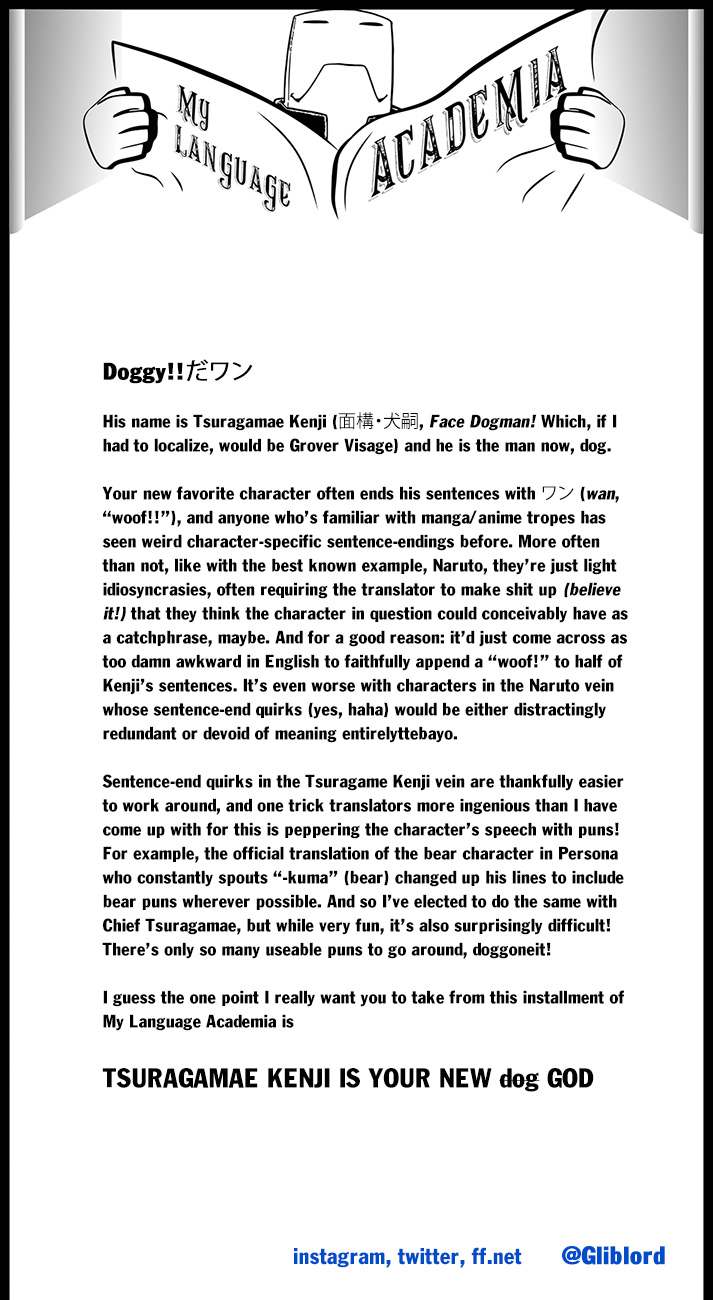 My
LANGUAGE
ACADEMIA
Doggy!!だワン
His name is Tsuragamae Kenji (面構・犬嗣, Face Dogman! Which, if I
had to localize, would be Grover Visage) and he is the man now, dog.
Your new favorite character often ends his sentences with ワン (wan,
“woof!!”), and anyone who’s familiar with manga/anime tropes has
seen weird character-specific sentence-endings before. More often
than not, like with the best known example, Naruto, they’re just light
idiosyncrasies, often requiring the translator to make shit up (believe
it!) that they think the character in question could conceivably have as
a catchphrase, maybe. And for a good reason: it’d just come across as
too damn awkward in English to faithfully append a “woof!” to half of
Kenji’s sentences. It’s even worse with characters in the Naruto vein
whose sentence-end quirks (yes, haha) would be either distractingly
redundant or devoid of meaning entirelyttebayo.
Sentence-end quirks in the Tsuragame Kenji vein are thankfully easier
to work around, and one trick translators more ingenious than I have
come up with for this is peppering the character’s speech with puns!
For example, the official translation of the bear character in Persona
who constantly spouts “-kuma” (bear) changed up his lines to include
bear puns wherever possible. And so I’ve elected to do the same with
Chief Tsuragamae, but while very fun, it’s also surprisingly difficult!
There’s only so many useable puns to go around, doggoneit!
I guess the one point I really want you to take from this installment of
My Language Academia is
TSURAGAMAE KENJI IS YOUR NEW dog GOD
instagram, twitter, ff.net @Gliblord